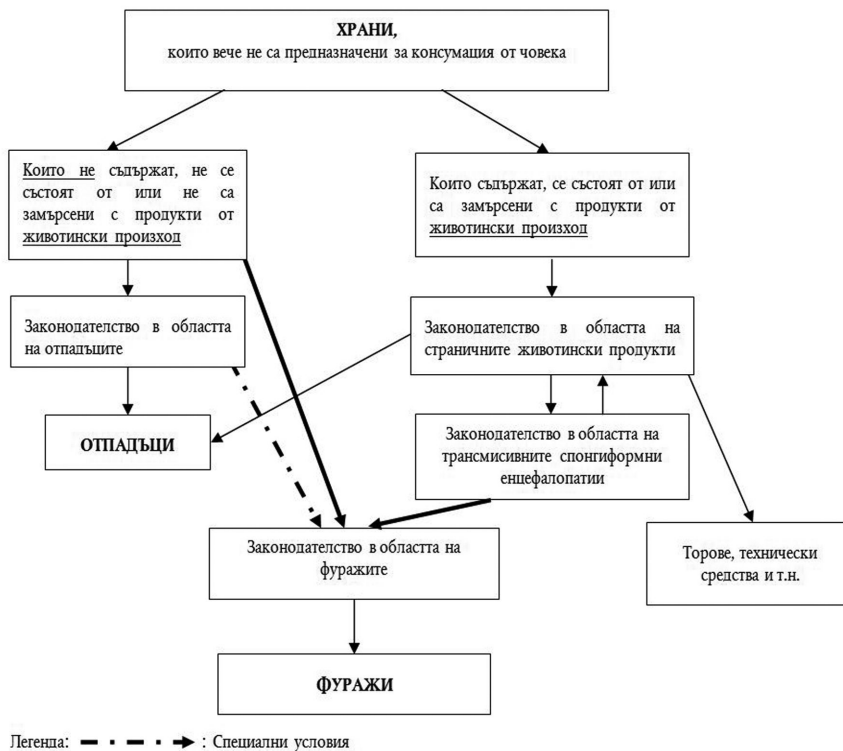 ХРАНИ,
които вече не са предназначени за консумация от човека
Които не съдържат, не се
състоят от или не са
замърсени с продукти от
животински произход
Които съдържат, се състоят от или
са замърсени с продукти от
животински произход
Законодателство в областта
на отпадъците
Законодателство в областта на
страничните животински продукти
ОТПАДЪЦИ
Законодателство в областта на
трансмисивните спонгиформни
енцефалопатии
Законодателство в областта на
фуражите
Торове, технически
средства и т.н.
ФУРАЖИ
Легенда: : Специални условия